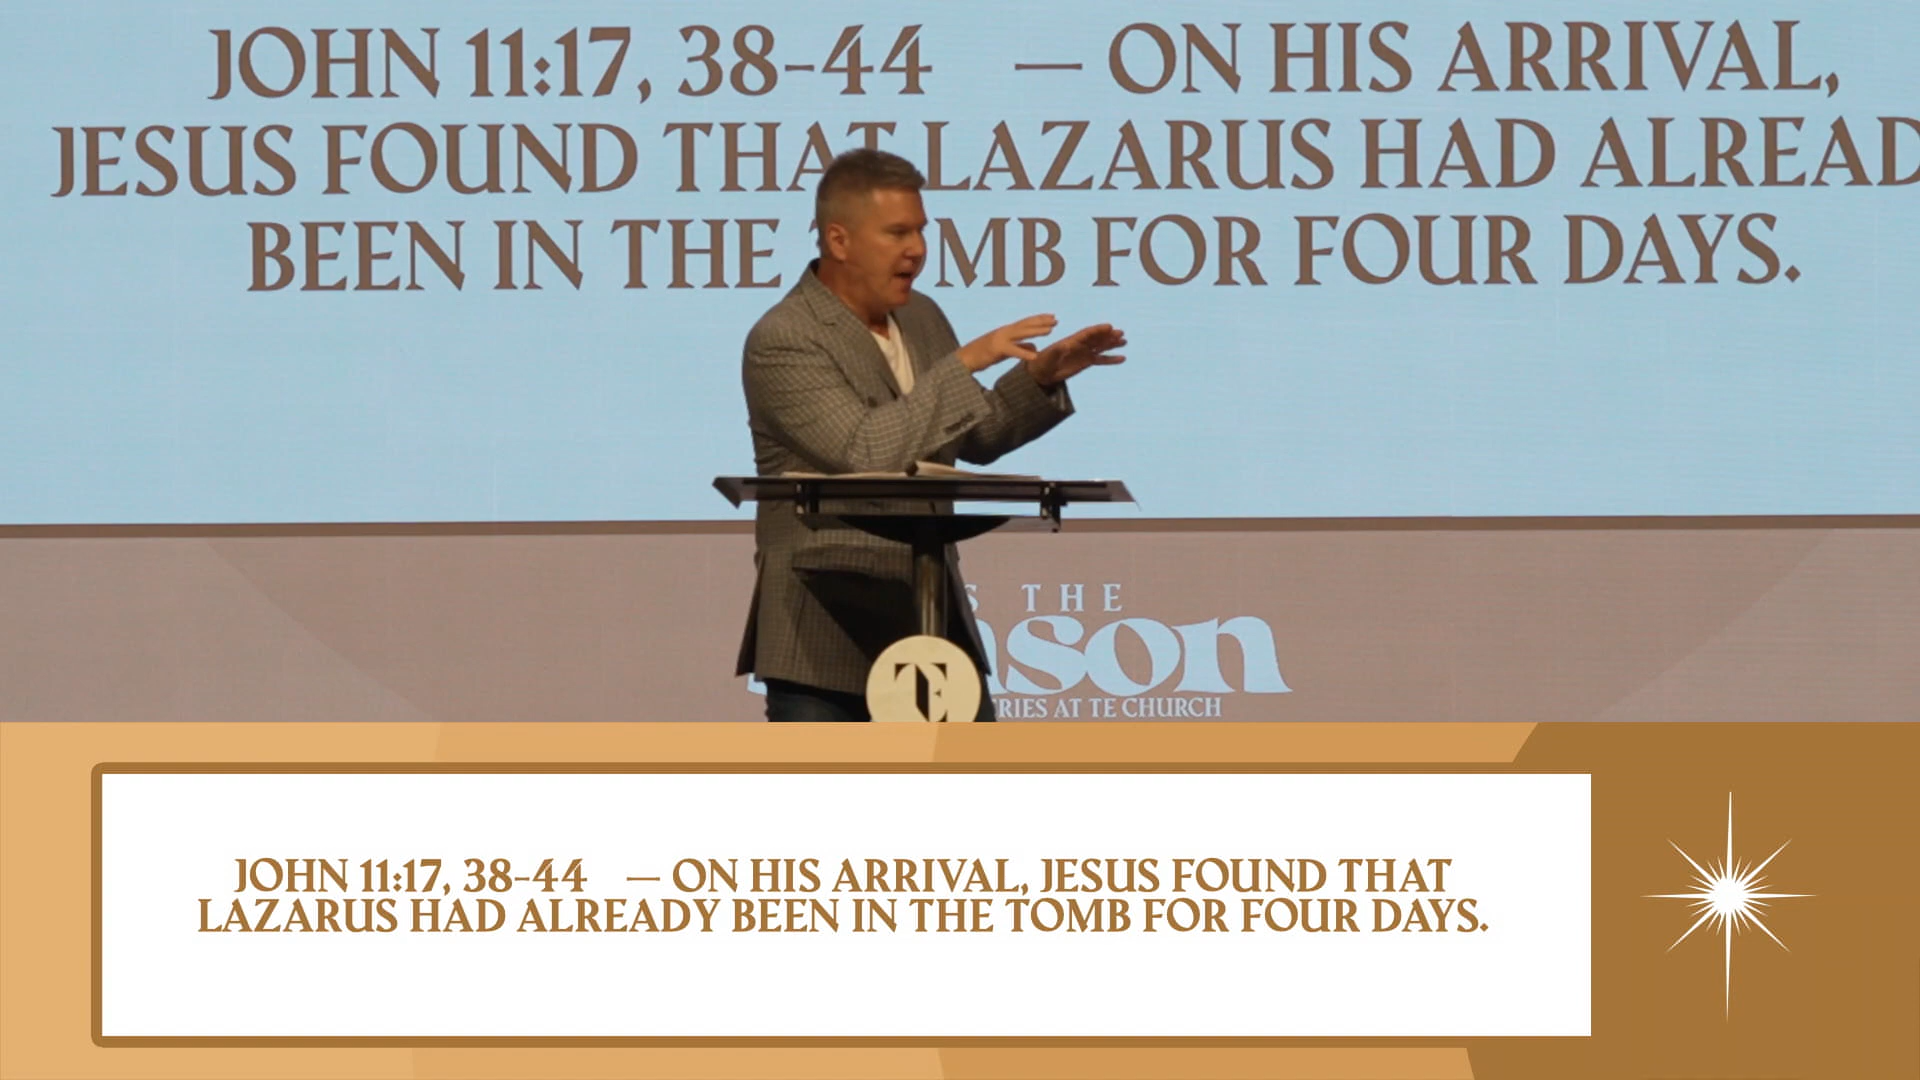 JOHN 11:17, 38-44 — ON HIS ARRIVAL,
JESUS FOUND THAT LAZARUS HAD ALREAD
BEEN IN THE TOMB FOR FOUR DAYS.
THE
TE
AT TE CHURCH
JOHN 11:17, 38-44 — ON HIS ARRIVAL, JESUS FOUND THAT
LAZARUS HAD ALREADY BEEN IN THE TOMB FOR FOUR DAYS.